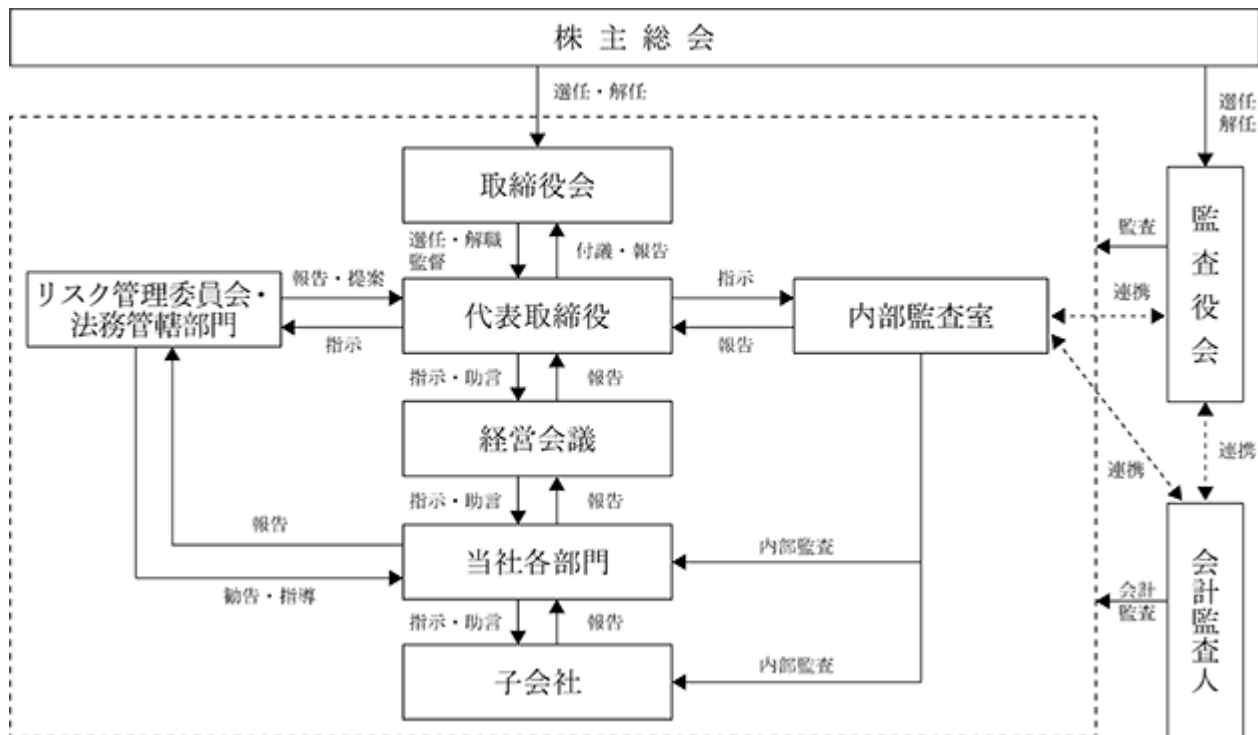 株主総会
選任・解任
選任
解任
取締役会
監査役会
監査
選任・解職
監督
付議・報告
リスク管理委員会・
法務管轄部門
報告・提案
指示
代表取締役
指示
報告
内部監査室
連携
指示・助言
報告
経営会議
連携
連携
指示・助言
報告
報告
当社各部門
内部監査
勧告・指導
会計
監査
会計監査人
指示・助言
報告
子会社
内部監査